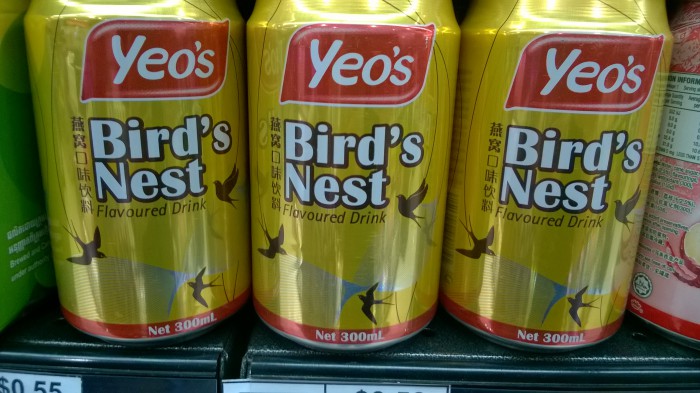 Yeo's
燕窝口味饮料
Bird's
Nest
Flavoured Drink
Net 300mL
Yeo's
燕窝口味饮料
Bird's
Nest
Flavoured Drink
Net 300mL
Yeo's
燕窝口味饮料
Bird's
Nest
Flavoured Drink
Net 300mL
$0.55